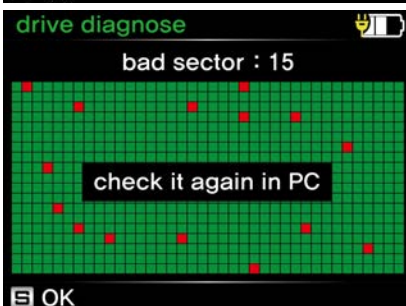 drive diagnose
bad sector : 15
check it again in PC
S OK